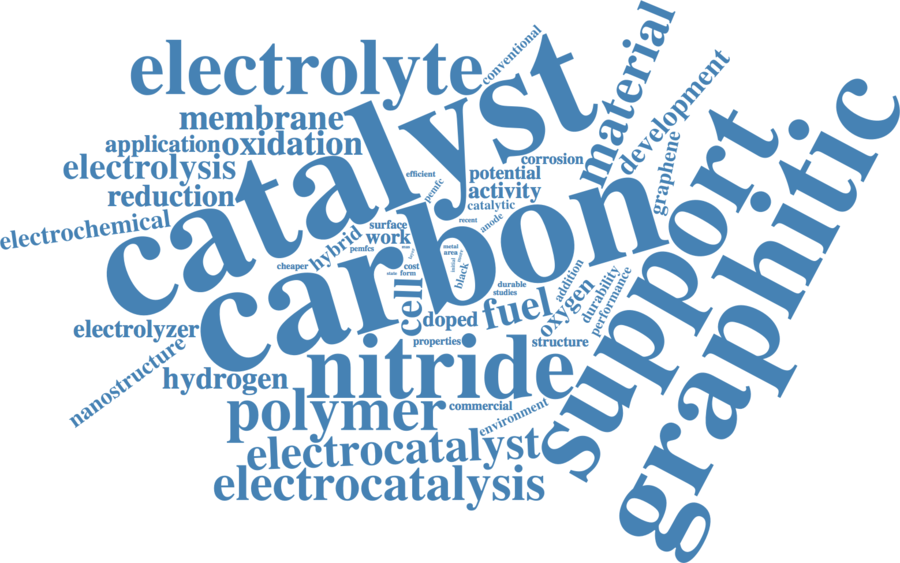 conventional
electrolyte
material
development
catalyst
membrane
application
oxidation
electrolysis
reduction
corrosion
potential
activity
catalytic
efficient
pemfc
graphene
support
graphitic
electrochemical
surface
work
recent
anode
hybrid
pemfcs
carbon
metal
area
black
cheaper
cost
form
state
cell
durable
studies
addition
durability
performance
oxygen
fuel
doped
electrolyzer
properties
structure
nanostructure
hydrogen
nitride
polymer
commercial
environment
electrocatalyst
electrocatalysis